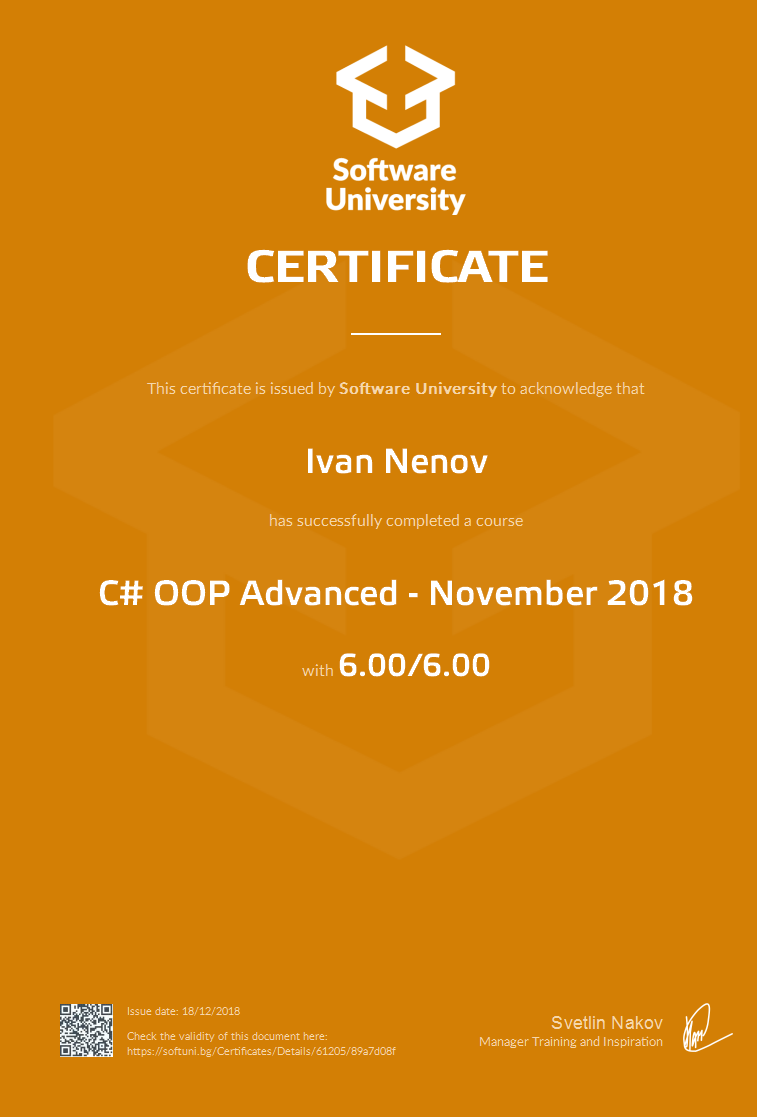 Software
University
CERTIFICATE
This certificate is issued by Software University to acknowledge that
Ivan Nenov
has successfully completed a course
C# OOP Advanced - November 2018
with 6.00/6.00
Issue date: 18/12/2018
Check the validity of this document here:
https://softuni.bg/Certificates/Details/61205/89a7d08f
Svetlin Nakov
Manager Training and Inspiration